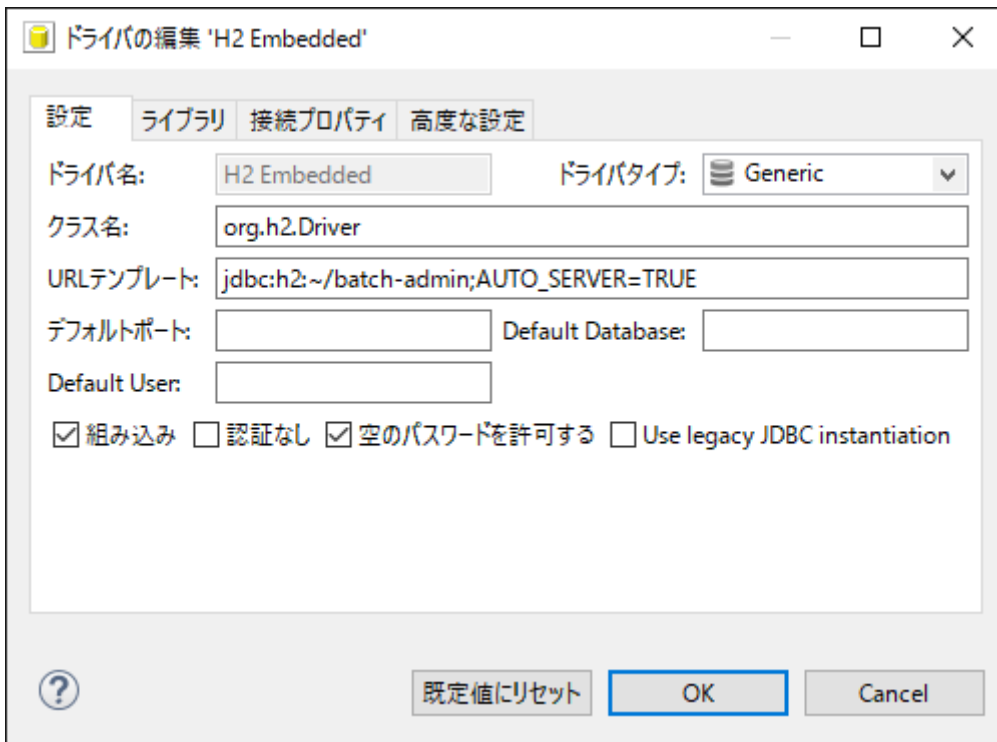 ドライバの編集 'H2 Embedded'
設定 ライブラリ 接続プロパティ 高度な設定
ドライバ名: H2 Embedded ドライバタイプ: Generic
クラス名: org.h2.Driver
URLテンプレート: jdbc:h2:~/batch-admin;AUTO_SERVER=TRUE
デフォルトポート: Default Database:
Default User:
組み込み 認証なし 空のパスワードを許可する Use legacy JDBC instantiation
? 既定値にリセット OK Cancel